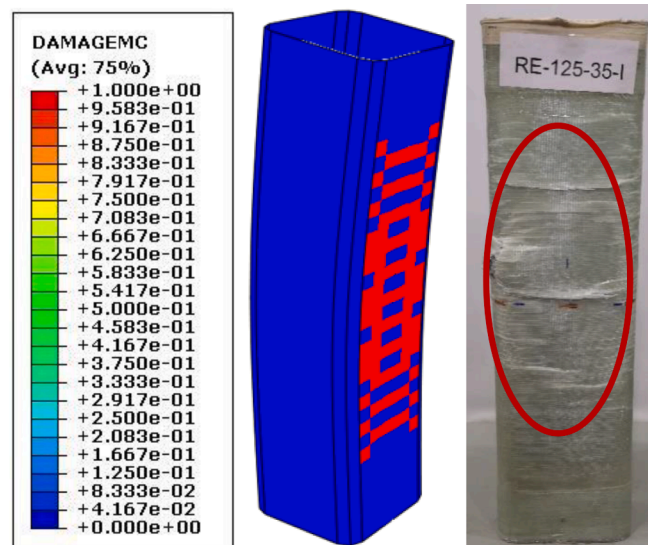 DAMAGEMC
(Avg: 75%)
+1.000e+00
+9.583e-01
+9.167e-01
+8.750e-01
+8.333e-01
+7.917e-01
+7.500e-01
+7.083e-01
+6.667e-01
+6.250e-01
+5.833e-01
+5.417e-01
+5.000e-01
+4.583e-01
+4.167e-01
+3.750e-01
+3.333e-01
+2.917e-01
+2.500e-01
+2.083e-01
+1.667e-01
+1.250e-01
+8.333e-02
+4.167e-02
+0.000e+00
RE-125-35-I